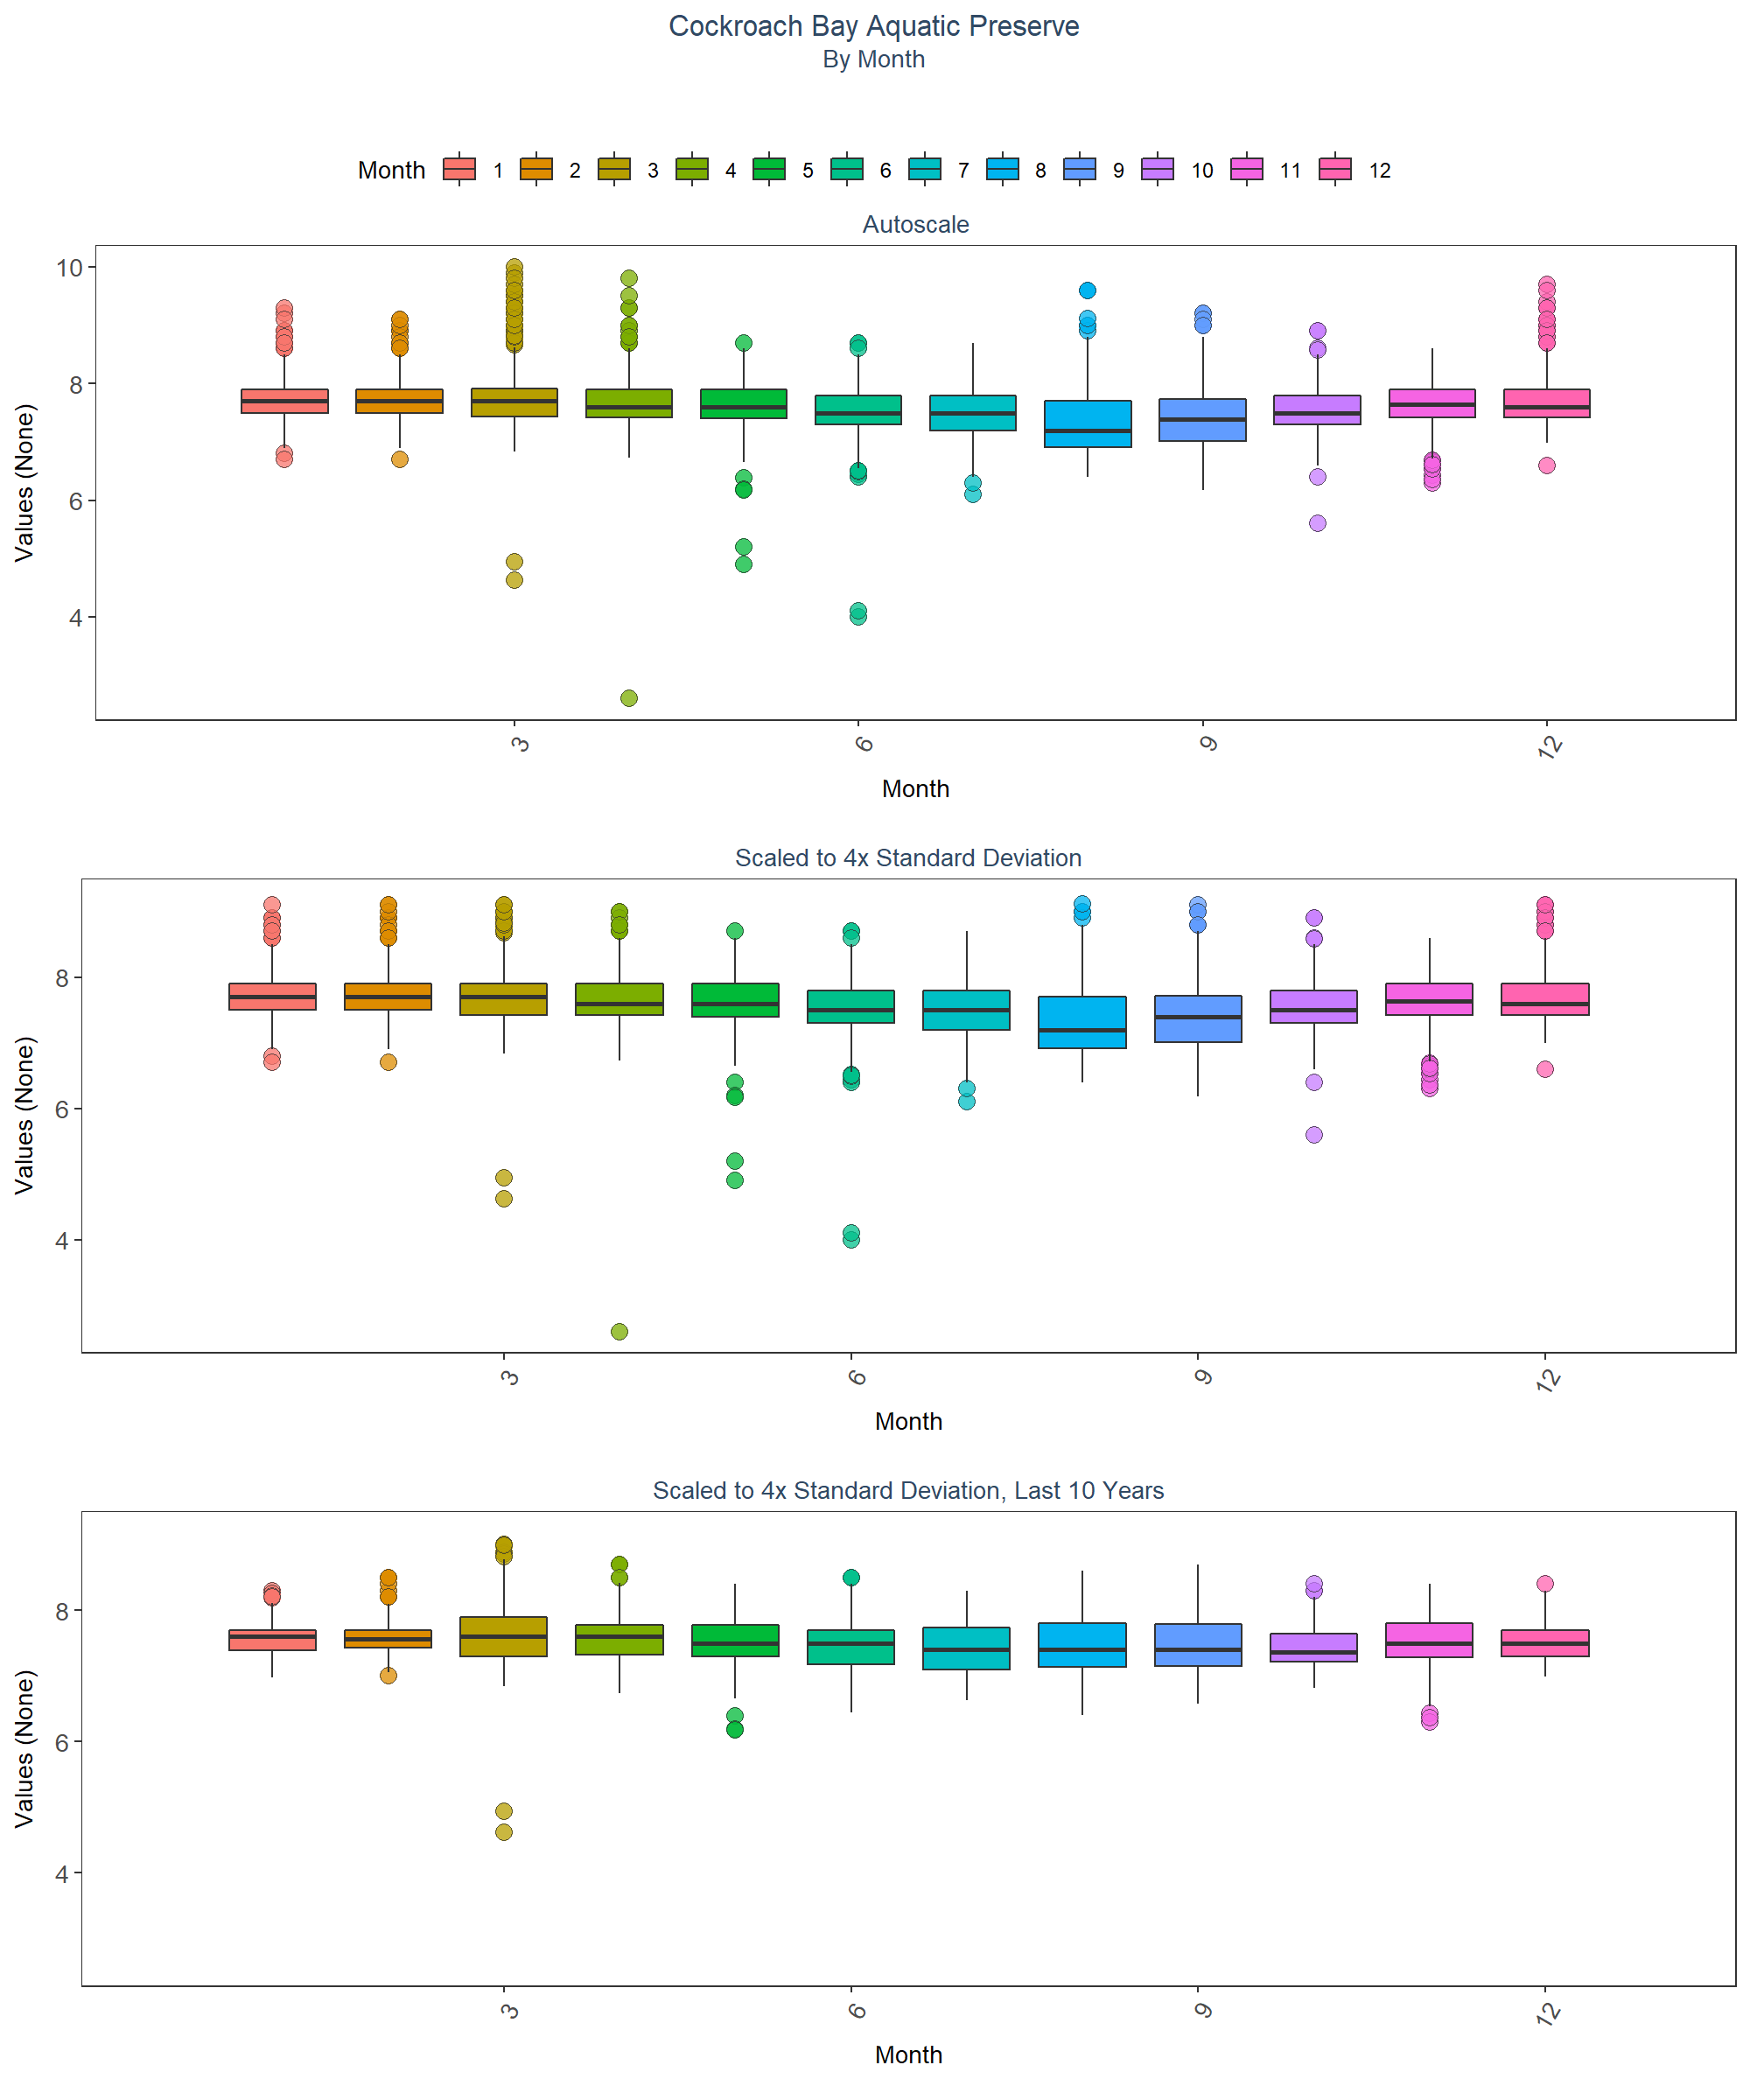 Cockroach Bay Aquatic Preserve
By Month
Month 1 2 3 4 5 6 7 8 9 10 11 12
Autoscale
10
8
6
4
Values (None)
3 6 9 12
Month
Scaled to 4x Standard Deviation
8
6
4
Values (None)
3 6 9 12
Month
Scaled to 4x Standard Deviation, Last 10 Years
8
6
4
Values (None)
3 6 9 12
Month